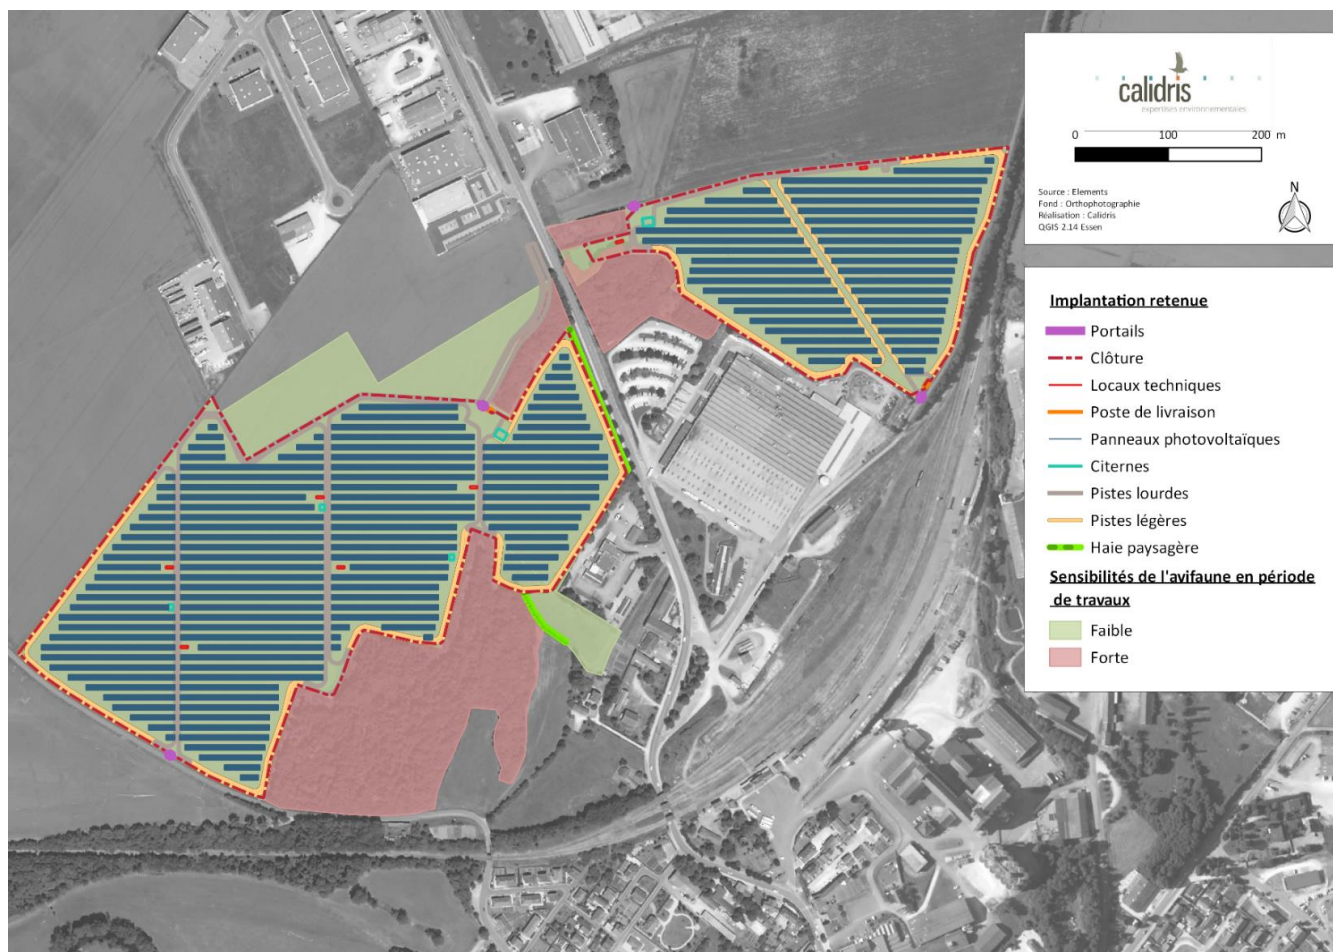 calidris
expertises environnementales
0 100 200 m
Source : Elements
Fond : Orthophotographie
Réalisation : Calidris
QGIS 2.14 Essen
N
Implantation retenue
Portails
Clôture
Locaux techniques
Poste de livraison
Panneaux photovoltaïques
Citernes
Pistes lourdes
Pistes légères
Haie paysagère
Sensibilités de l'avifaune en période
de travaux
Faible
Forte